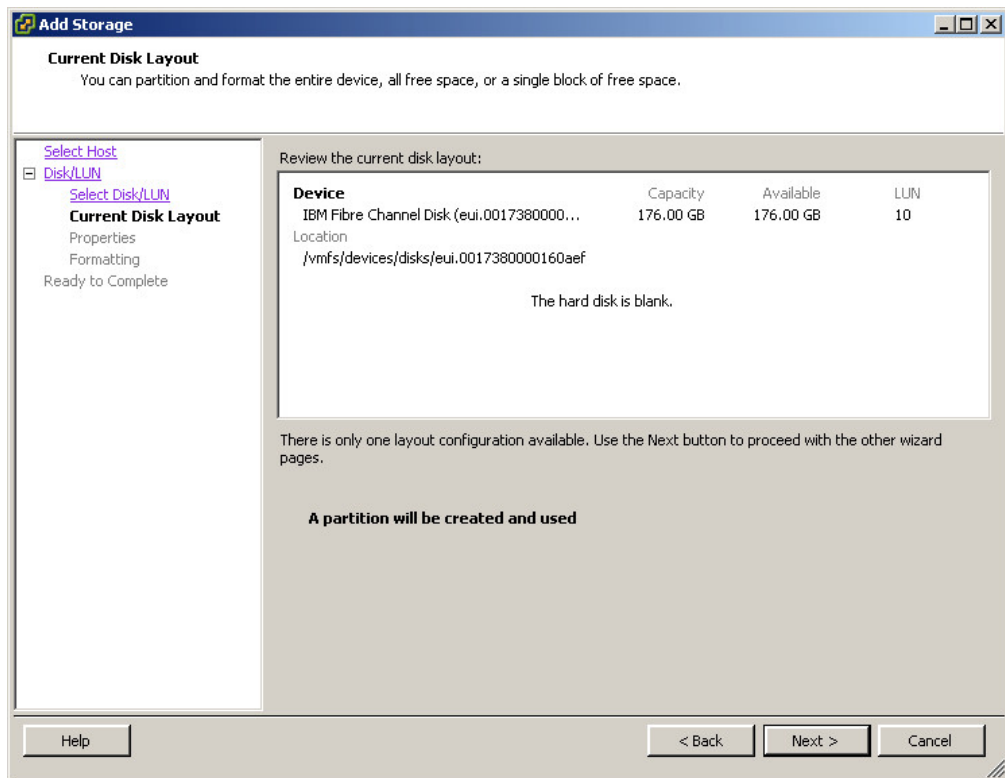 Add Storage
Current Disk Layout
You can partition and format the entire device, all free space, or a single block of free space.
Select Host
Disk/LUN
Select Disk/LUN
Current Disk Layout
Properties
Formatting
Ready to Complete
Review the current disk layout:
Device Capacity Available LUN
IBM Fibre Channel Disk (eui.0017380000... 176.00 GB 176.00 GB 10
Location
/vmfs/devices/disks/eui.0017380000160aef
The hard disk is blank.
There is only one layout configuration available. Use the Next button to proceed with the other wizard
pages.
A partition will be created and used
Help < Back Next > Cancel